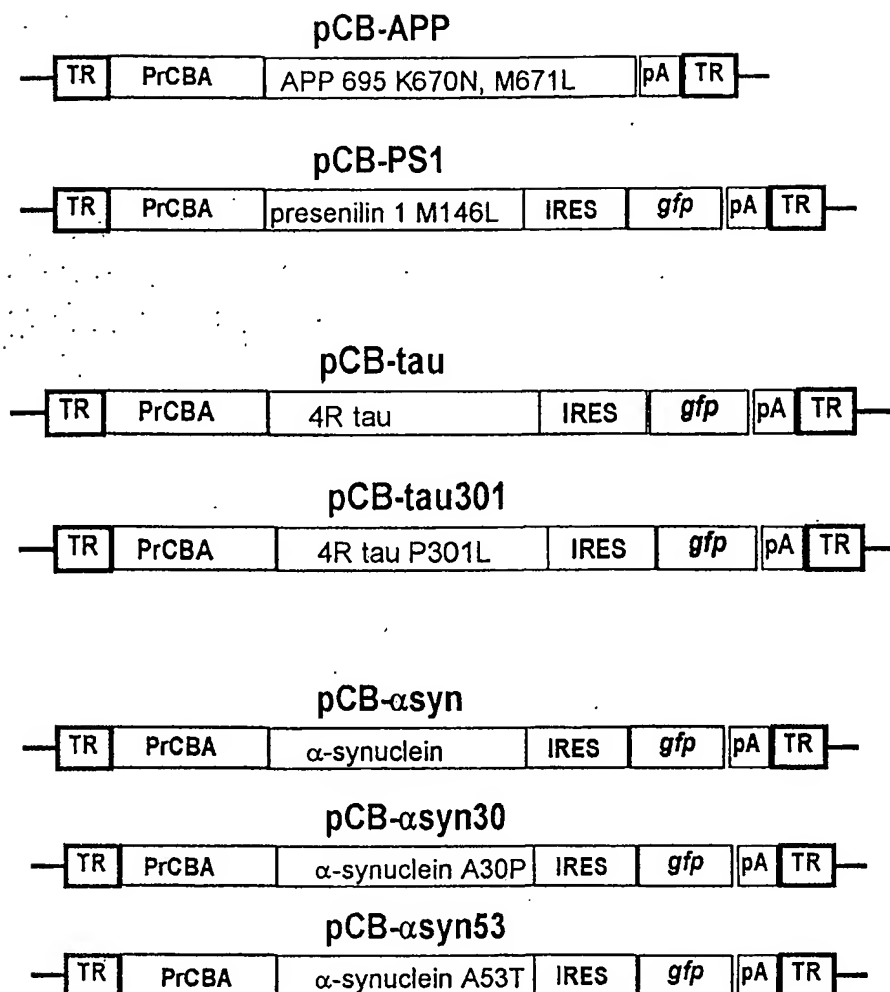 pCB-APP
TR PrCBA APP 695 K670N, M671L pA TR
pCB-PS1
TR PrCBA presenilin 1 M146L IRES gfp pA TR
pCB-tau
TR PrCBA 4R tau IRES gfp pA TR
pCB-tau301
TR PrCBA 4R tau P301L IRES gfp pA TR
pCB-αsyn
TR PrCBA α-synuclein IRES gfp pA TR
pCB-αsyn30
TR PrCBA α-synuclein A30P IRES gfp pA TR
pCB-αsyn53
TR PrCBA α-synuclein A53T IRES gfp pA TR